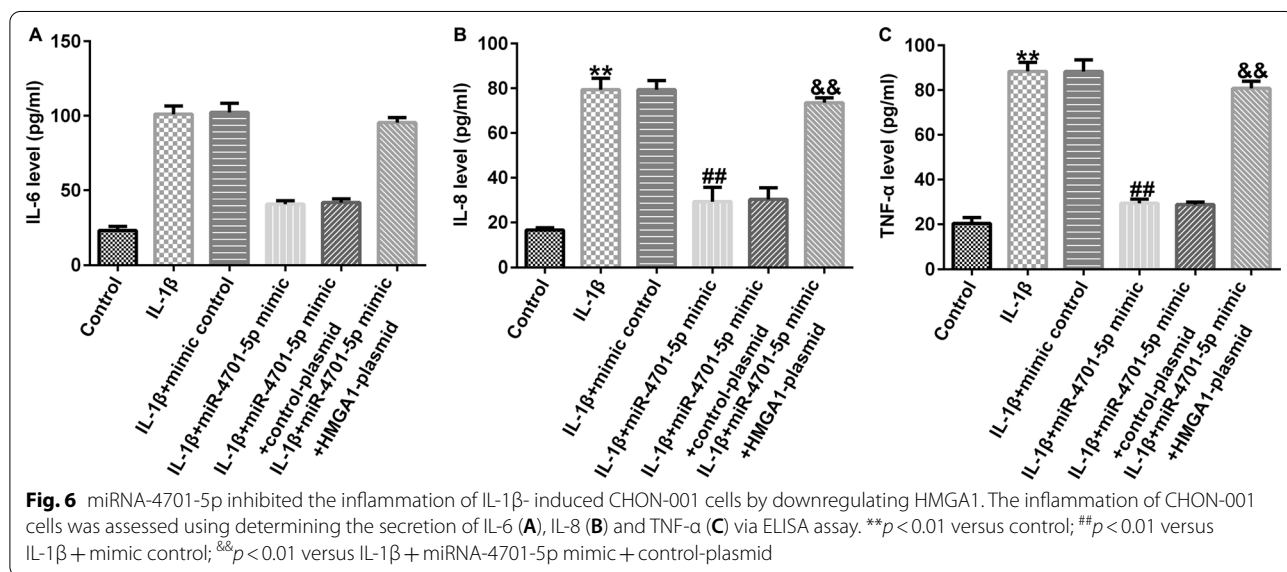 A
IL-6 level (pg/ml)
150
100
50
0
Control
IL-1β
IL-1β+mimic control
IL-1β+miR-4701-5p mimic
IL-1β+miR-4701-5p mimic
+control-plasmid
IL-1β+miR-4701-5p mimic
+HMGA1-plasmid
B
IL-8 level (pg/ml)
100
80
60
40
20
0
**
##
&&
Control
IL-1β
IL-1β+mimic control
IL-1β+miR-4701-5p mimic
IL-1β+miR-4701-5p mimic
+control-plasmid
IL-1β+miR-4701-5p mimic
+HMGA1-plasmid
C
TNF-α level (pg/ml)
100
80
60
40
20
0
**
##
&&
Control
IL-1β
IL-1β+mimic control
IL-1β+miR-4701-5p mimic
IL-1β+miR-4701-5p mimic
+control-plasmid
IL-1β+miR-4701-5p mimic
+HMGA1-plasmid
Fig. 6 miRNA-4701-5p inhibited the inflammation of IL-1β- induced CHON-001 cells by downregulating HMGA1. The inflammation of CHON-001
cells was assessed using determining the secretion of IL-6 (A), IL-8 (B) and TNF-α (C) via ELISA assay. **p < 0.01 versus control; ##p < 0.01 versus
IL-1β + mimic control; &&p < 0.01 versus IL-1β + miRNA-4701-5p mimic + control-plasmid